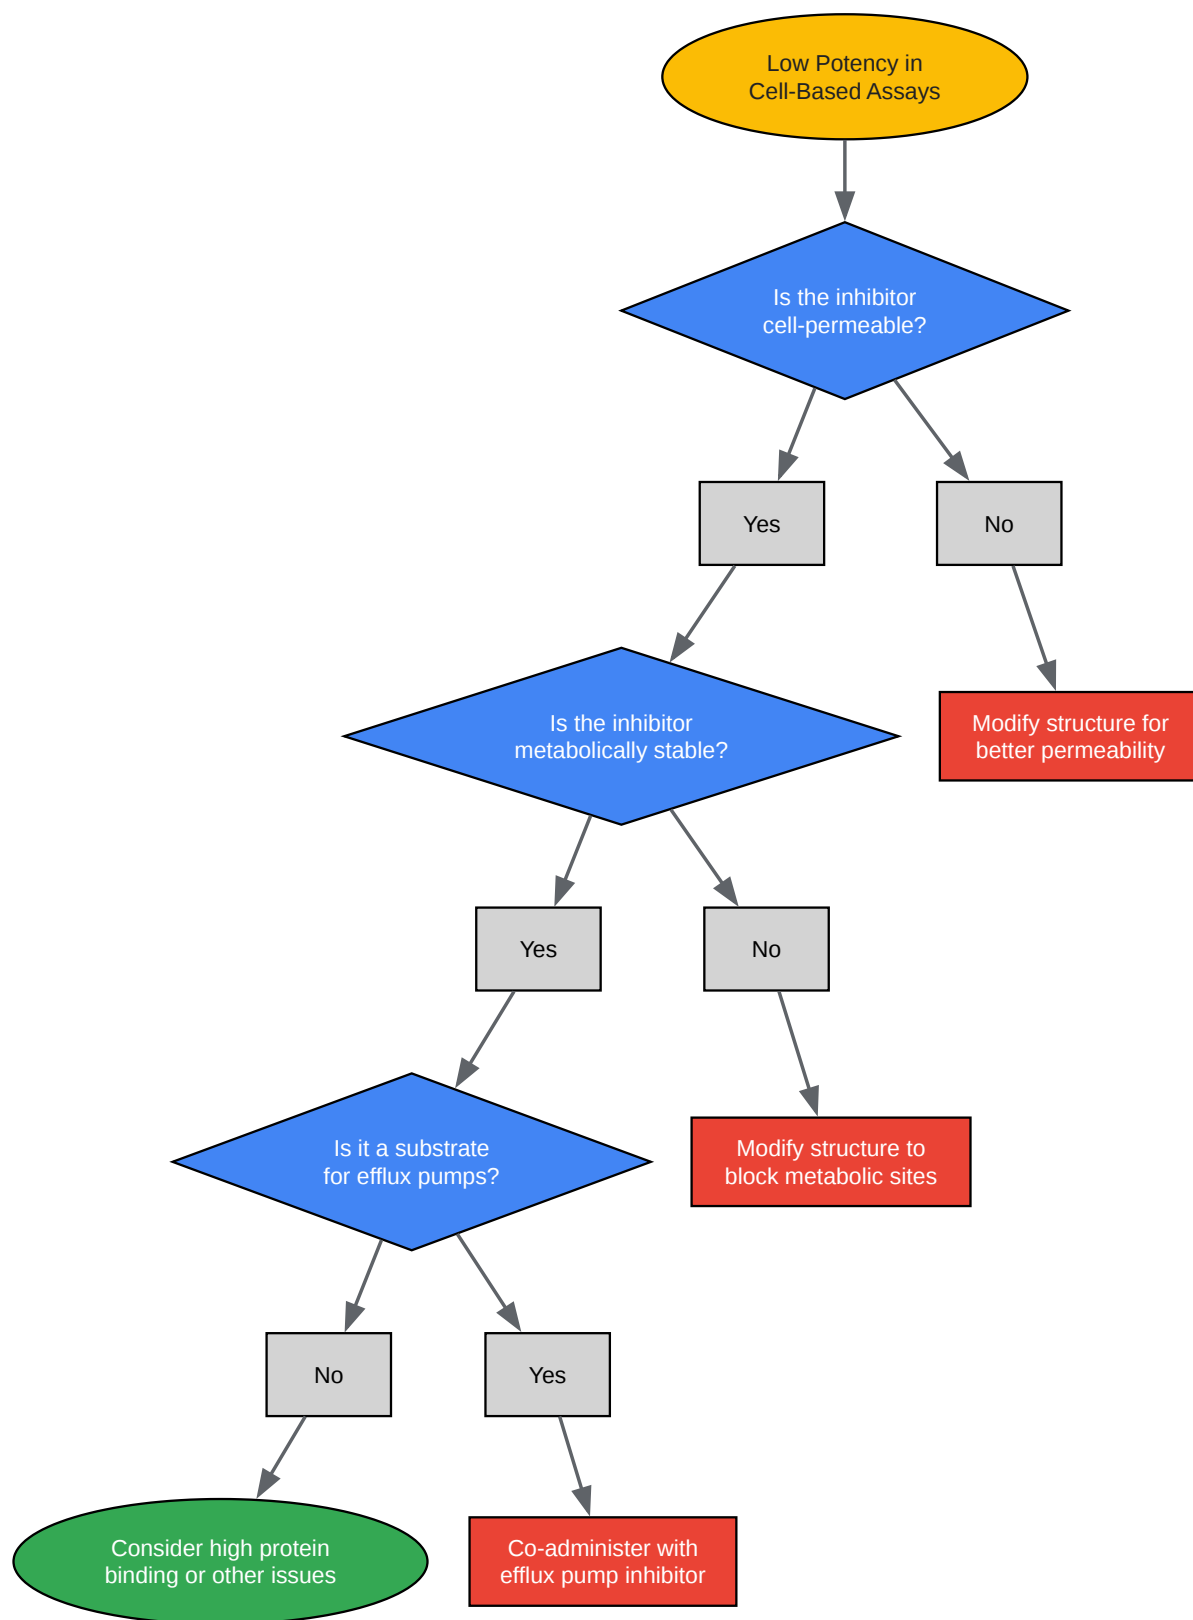 Low Potency in
Cell-Based Assays
Is the inhibitor
cell-permeable?
Yes
No
Is the inhibitor
metabolically stable?
Modify structure for
better permeability
Yes
No
Is it a substrate
for efflux pumps?
Modify structure to
block metabolic sites
No
Yes
Consider high protein
binding or other issues
Co-administer with
efflux pump inhibitor